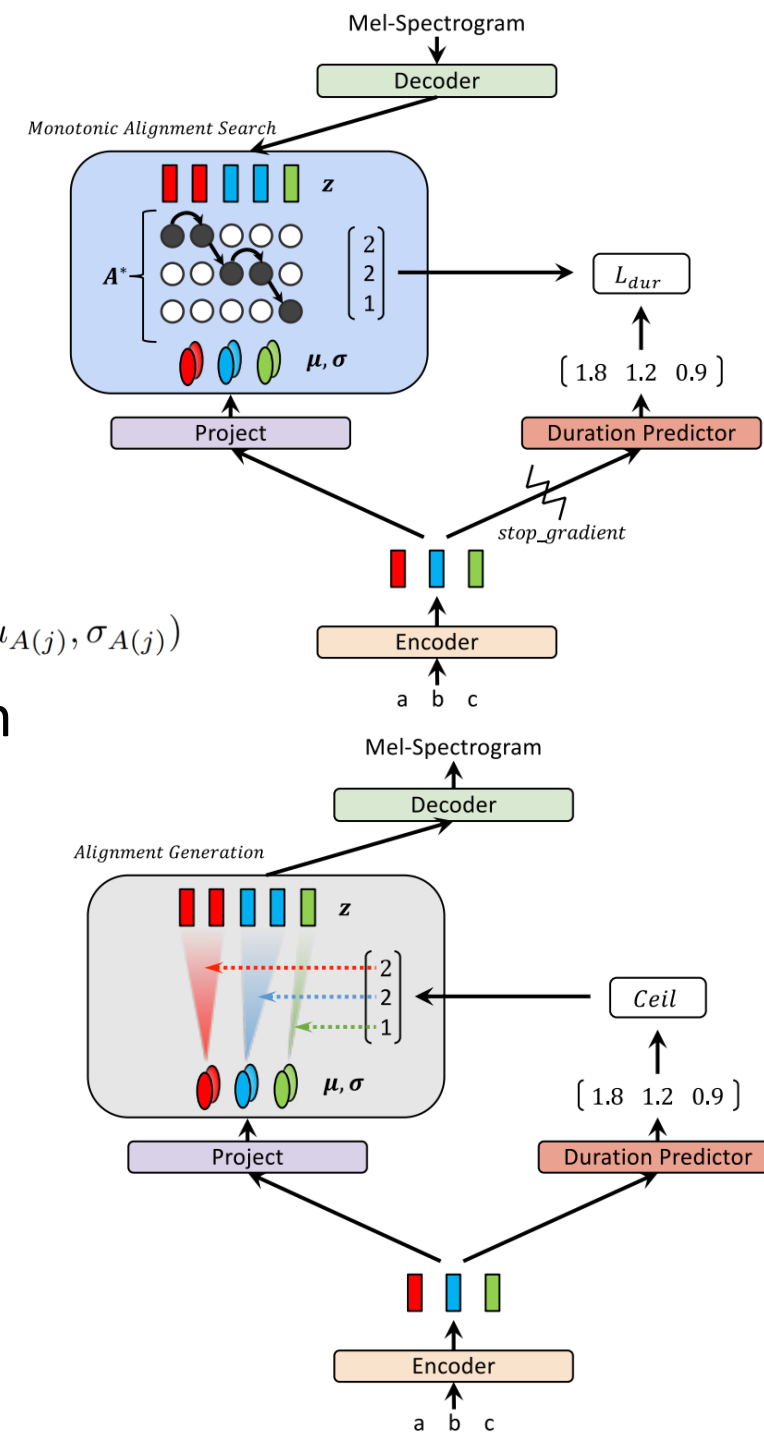 Mel-Spectrogram
Decoder
Monotonic Alignment Search
z
A*
2
2
1
L_dur
μ, σ
[ 1.8 1.2 0.9 ]
Project
Duration Predictor
stop_gradient
A(j), σ_A(j))
Encoder
a b c
n
Mel-Spectrogram
Decoder
Alignment Generation
z
2
2
1
Ceil
μ, σ
[ 1.8 1.2 0.9 ]
Project
Duration Predictor
Encoder
a b c